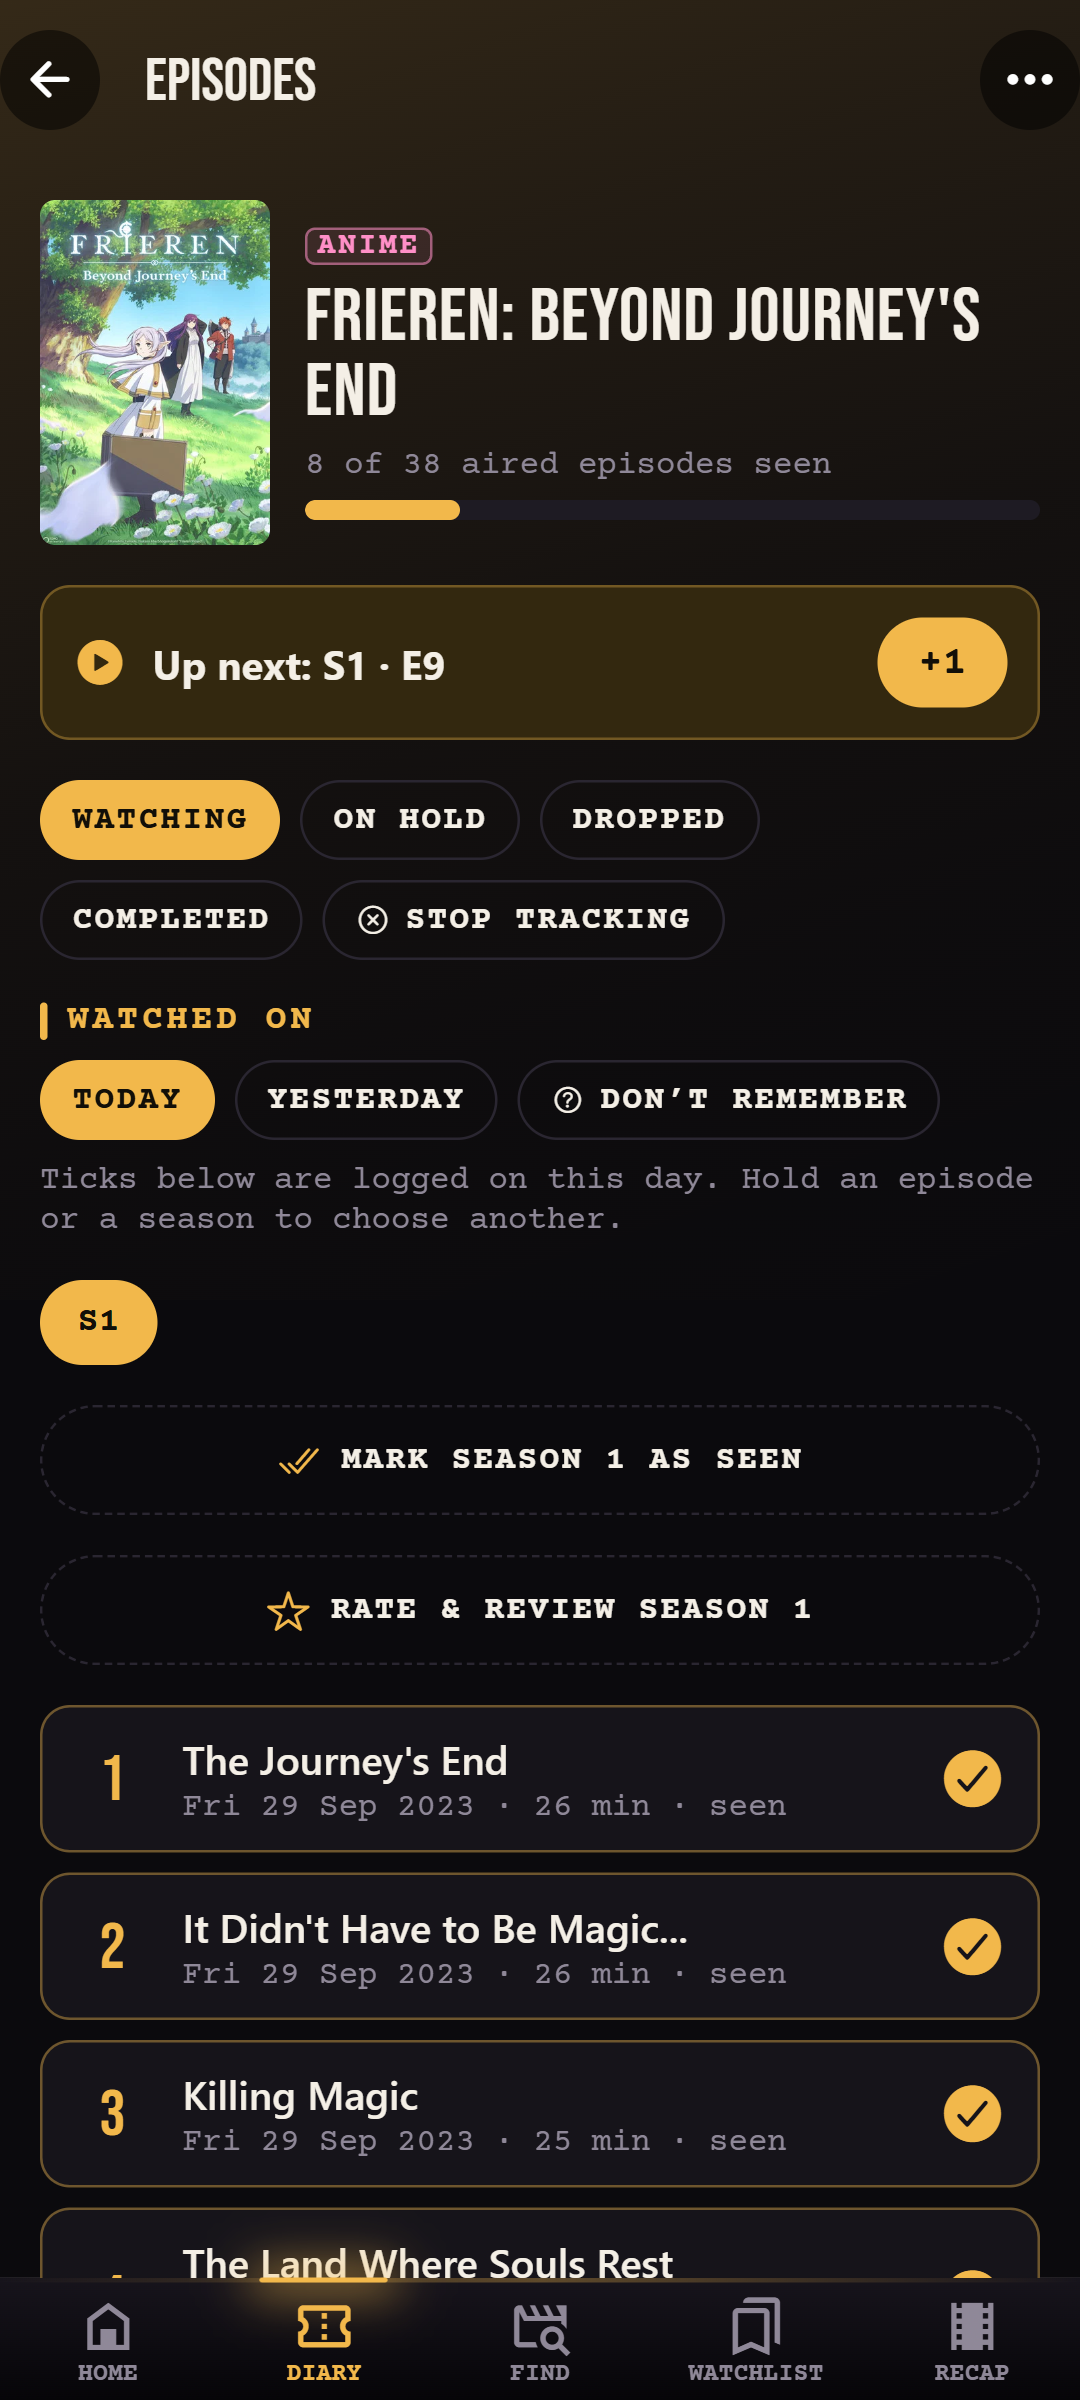 EPISODES
FRIEREN
Beyond Journey's End
ANIME
FRIEREN: BEYOND JOURNEY'S
END
8 of 38 aired episodes seen
Up next: S1 · E9
+1
WATCHING
ON HOLD
DROPPED
COMPLETED
STOP TRACKING
WATCHED ON
TODAY
YESTERDAY
DON’T REMEMBER
Ticks below are logged on this day. Hold an episode
or a season to choose another.
S1
MARK SEASON 1 AS SEEN
RATE & REVIEW SEASON 1
1
The Journey's End
Fri 29 Sep 2023 · 26 min · seen
2
It Didn't Have to Be Magic...
Fri 29 Sep 2023 · 26 min · seen
3
Killing Magic
Fri 29 Sep 2023 · 25 min · seen
The Land Where Souls Rest
HOME
DIARY
FIND
WATCHLIST
RECAP